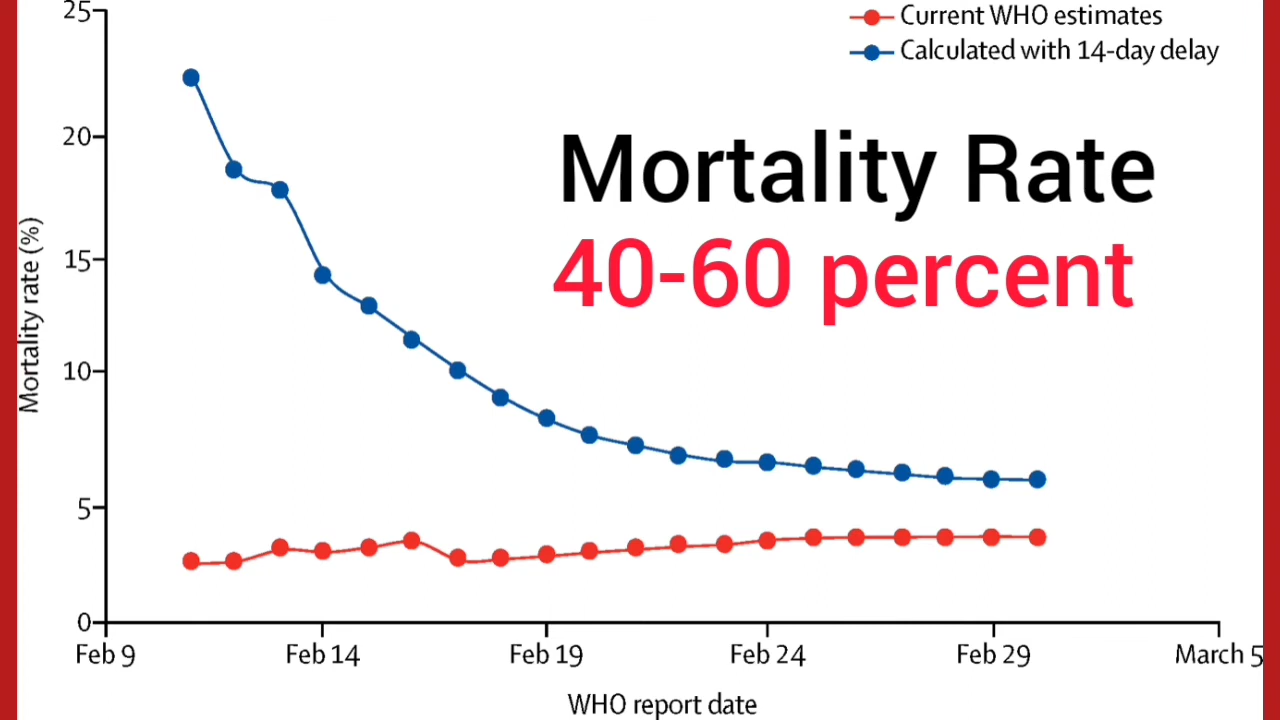 25
Current WHO estimates
Calculated with 14-day delay
20
Mortality Rate
40-60 percent
15
Mortality rate (%)
10
5
0
Feb 9 Feb 14 Feb 19 Feb 24 Feb 29 March 5
WHO report date